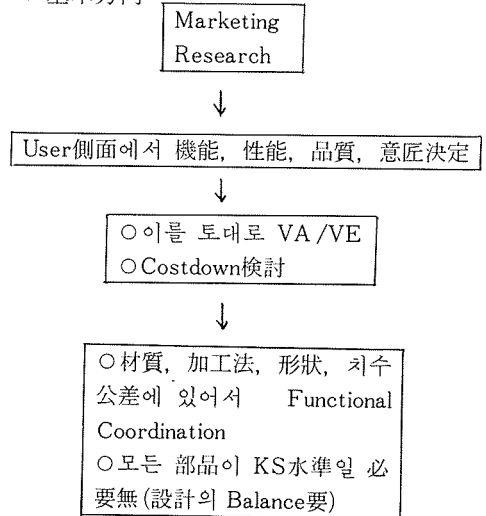 Marketing
Research
↓
User側面에서 機能, 性能, 品質, 意匠決定
↓
○이를 토대로 VA/VE
○Costdown検討
↓
○材質, 加工法, 形狀, 치수
公差에 있어서 Functional
Coordination
○모든 部品이 KS水準일 必
要無(設計의 Balance要)